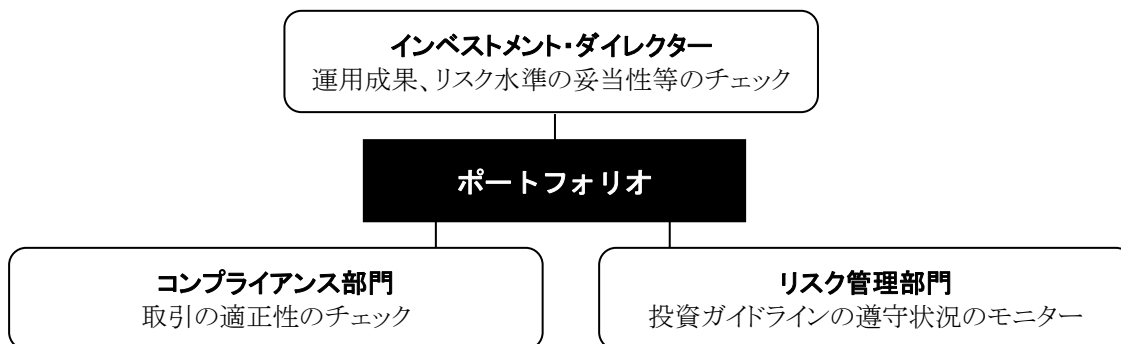 インベストメント・ダイレクター
運用成果、リスク水準の妥当性等のチェック
ポートフォリオ
コンプライアンス部門
取引の適正性のチェック
リスク管理部門
投資ガイドラインの遵守状況のモニター